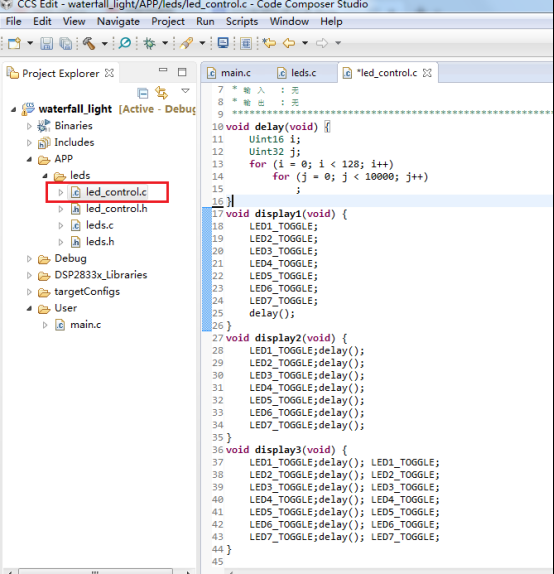 CCS Edit - waterfall_light/APP/leds/led_control.c - Code Composer Studio
File Edit View Navigate Project Run Scripts Window Help
Project Explorer
waterfall_light [Active - Debug
Binaries
Includes
APP
leds
led_control.c
led_control.h
leds.c
leds.h
Debug
DSP2833x_Libraries
targetConfigs
User
main.c
main.c leds.c *led_control.c
7 * 输 入 : 无
8 * 输 出 : 无
9 ****************************************************
10 void delay(void) {
11 Uint16 i;
12 Uint32 j;
13 for (i = 0; i < 128; i++)
14 for (j = 0; j < 10000; j++)
15 ;
16 }
17 void display1(void) {
18 LED1_TOGGLE;
19 LED2_TOGGLE;
20 LED3_TOGGLE;
21 LED4_TOGGLE;
22 LED5_TOGGLE;
23 LED6_TOGGLE;
24 LED7_TOGGLE;
25 delay();
26 }
27 void display2(void) {
28 LED1_TOGGLE;delay();
29 LED2_TOGGLE;delay();
30 LED3_TOGGLE;delay();
31 LED4_TOGGLE;delay();
32 LED5_TOGGLE;delay();
33 LED6_TOGGLE;delay();
34 LED7_TOGGLE;delay();
35 }
36 void display3(void) {
37 LED1_TOGGLE;delay(); LED1_TOGGLE;
38 LED2_TOGGLE;delay(); LED2_TOGGLE;
39 LED3_TOGGLE;delay(); LED3_TOGGLE;
40 LED4_TOGGLE;delay(); LED4_TOGGLE;
41 LED5_TOGGLE;delay(); LED5_TOGGLE;
42 LED6_TOGGLE;delay(); LED6_TOGGLE;
43 LED7_TOGGLE;delay(); LED7_TOGGLE;
44 }
45